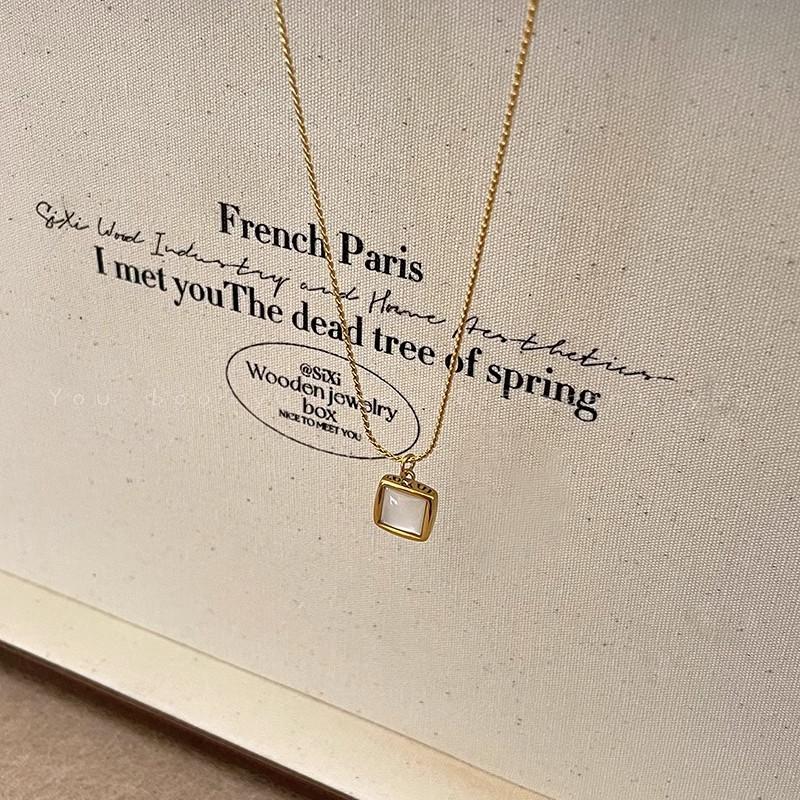 French Paris
SiXi Wood Industry and Home Aesthetics
I met youThe dead tree of spring
@SiXi
Wooden jewelry
box
NICE TO MEET YOU
You